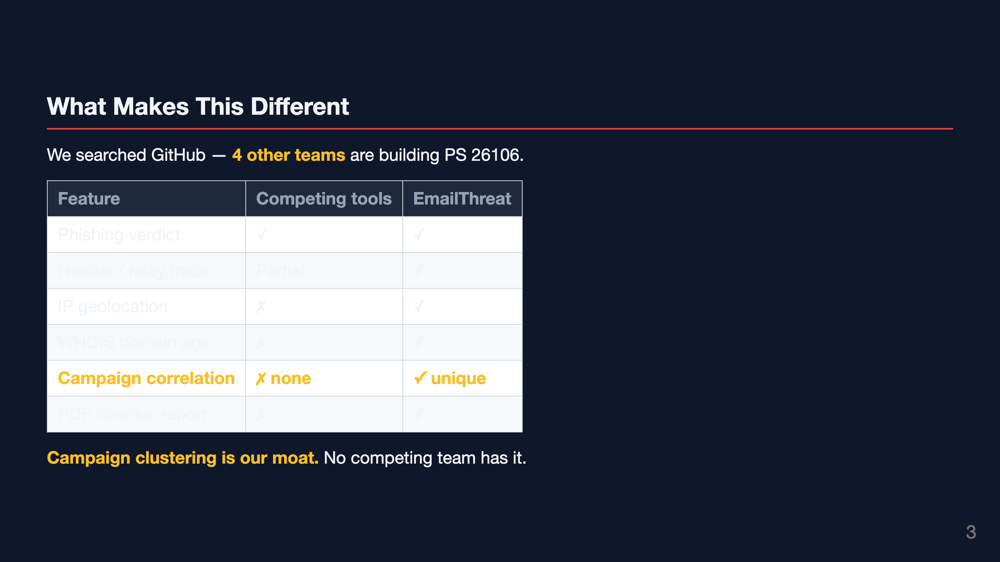 What Makes This Different
We searched GitHub — 4 other teams are building PS 26106.
Feature Competing tools EmailThreat
Phishing verdict ✓ ✓
Header / relay trace Partial ✓
IP geolocation ✗ ✓
WHOIS domain age ✗ ✓
Campaign correlation ✗ none ✓ unique
PDF forensic report ✗ ✓
Campaign clustering is our moat. No competing team has it.
3